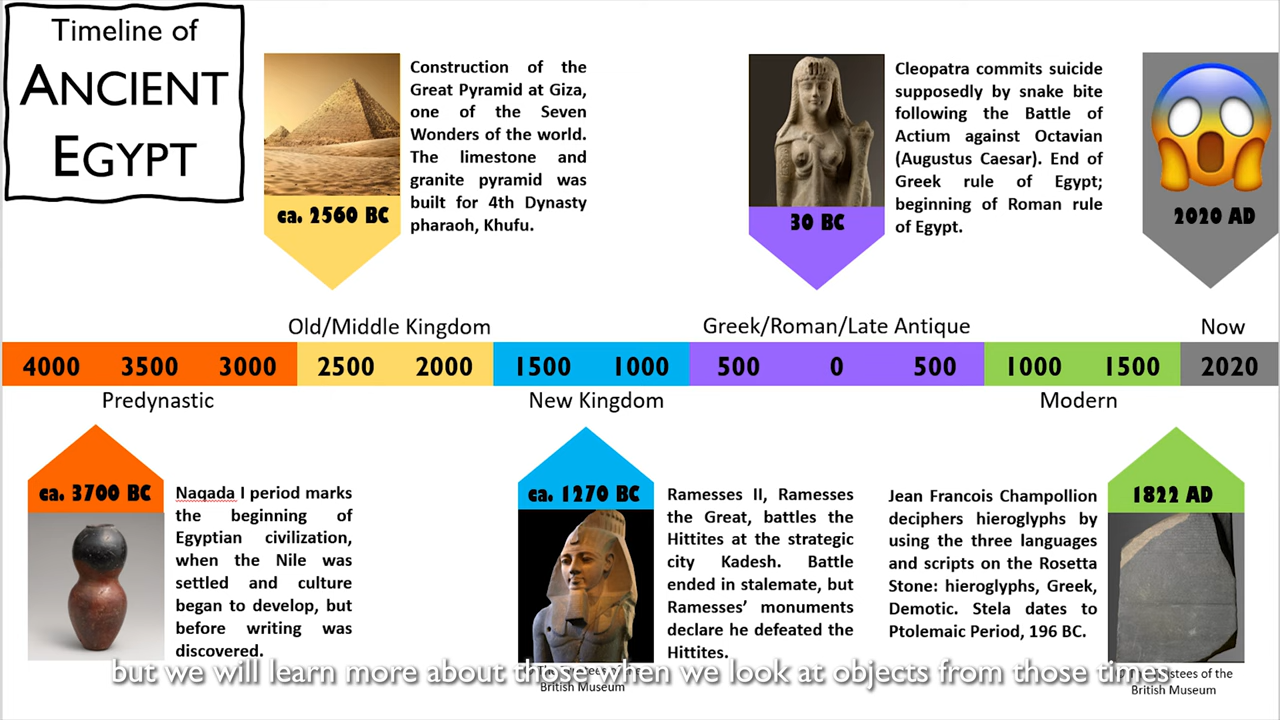 Timeline of
ANCIENT
EGYPT
ca. 2560 BC
Construction of the
Great Pyramid at Giza,
one of the Seven
Wonders of the world.
The limestone and
granite pyramid was
built for 4th Dynasty
pharaoh, Khufu.
30 BC
Cleopatra commits suicide
supposedly by snake bite
following the Battle of
Actium against Octavian
(Augustus Caesar). End of
Greek rule of Egypt;
beginning of Roman rule
of Egypt.
2020 AD
Old/Middle Kingdom
Greek/Roman/Late Antique
Now
4000 3500 3000 2500 2000 1500 1000 500 0 500 1000 1500 2020
Predynastic
New Kingdom
Modern
ca. 3700 BC
Naqada I period marks
the beginning of
Egyptian civilization,
when the Nile was
settled and culture
began to develop, but
before writing was
discovered.
ca. 1270 BC
Ramesses II, Ramesses
the Great, battles the
Hittites at the strategic
city Kadesh. Battle
ended in stalemate, but
Ramesses' monuments
declare he defeated the
Hittites.
British Museum
Jean Francois Champollion
deciphers hieroglyphs by
using the three languages
and scripts on the Rosetta
Stone: hieroglyphs, Greek,
Demotic. Stela dates to
Ptolemaic Period, 196 BC.
1822 AD
of the
British Museum
but we will learn more about those when we look at objects from those times